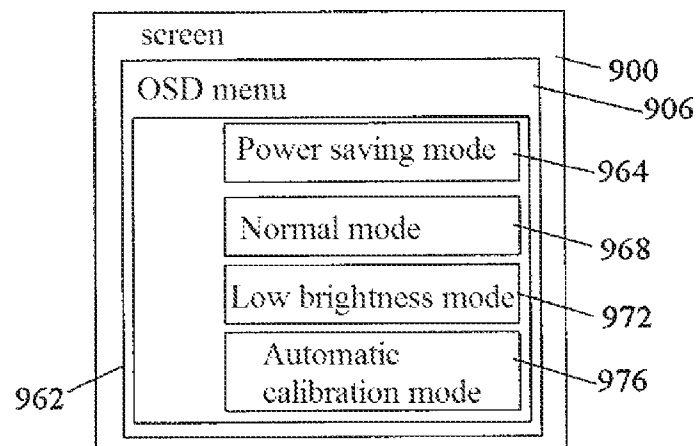 screen
900
OSD menu
906
Power saving mode
964
Normal mode
968
Low brightness mode
972
Automatic
calibration mode
976
962